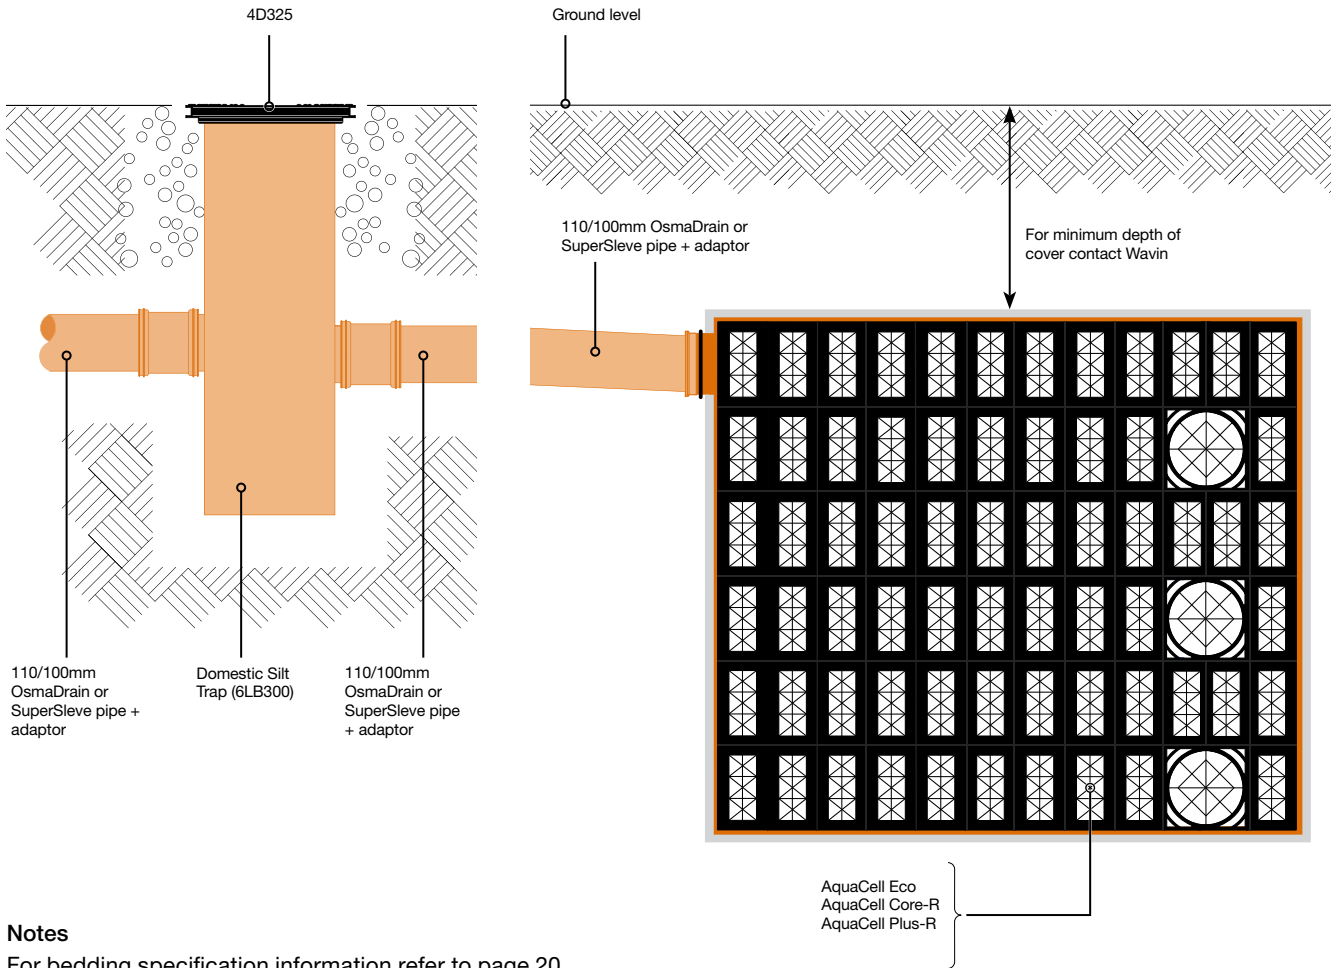 4D325
Ground level
110/100mm OsmaDrain or
SuperSleve pipe + adaptor
For minimum depth of
cover contact Wavin
110/100mm
OsmaDrain or
SuperSleve pipe +
adaptor
Domestic Silt
Trap (6LB300)
110/100mm
OsmaDrain or
SuperSleve pipe
+ adaptor
AquaCell Eco
AquaCell Core-R
AquaCell Plus-R
Notes
For bedding specification information refer to page 20